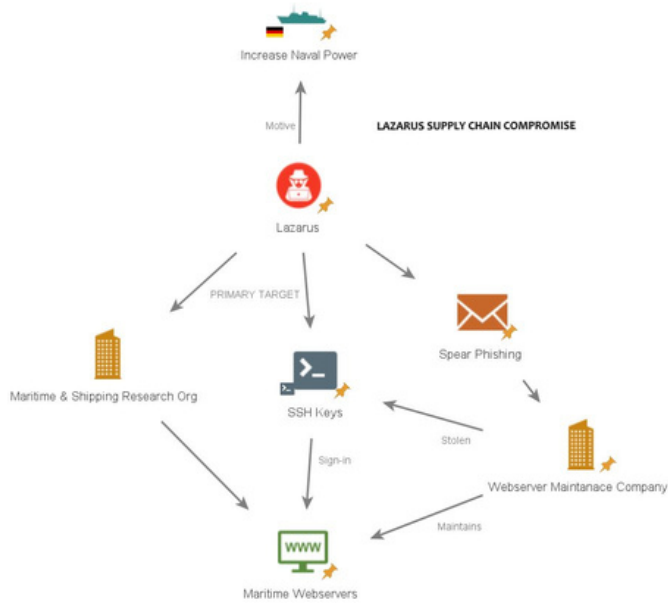 Increase Naval Power
Motive
LAZARUS SUPPLY CHAIN COMPROMISE
Lazarus
PRIMARY TARGET
Spear Phishing
Maritime & Shipping Research Org
SSH Keys
Stolen
Sign-in
Webserver Maintanace Company
Maintains
WWW
Maritime Webservers